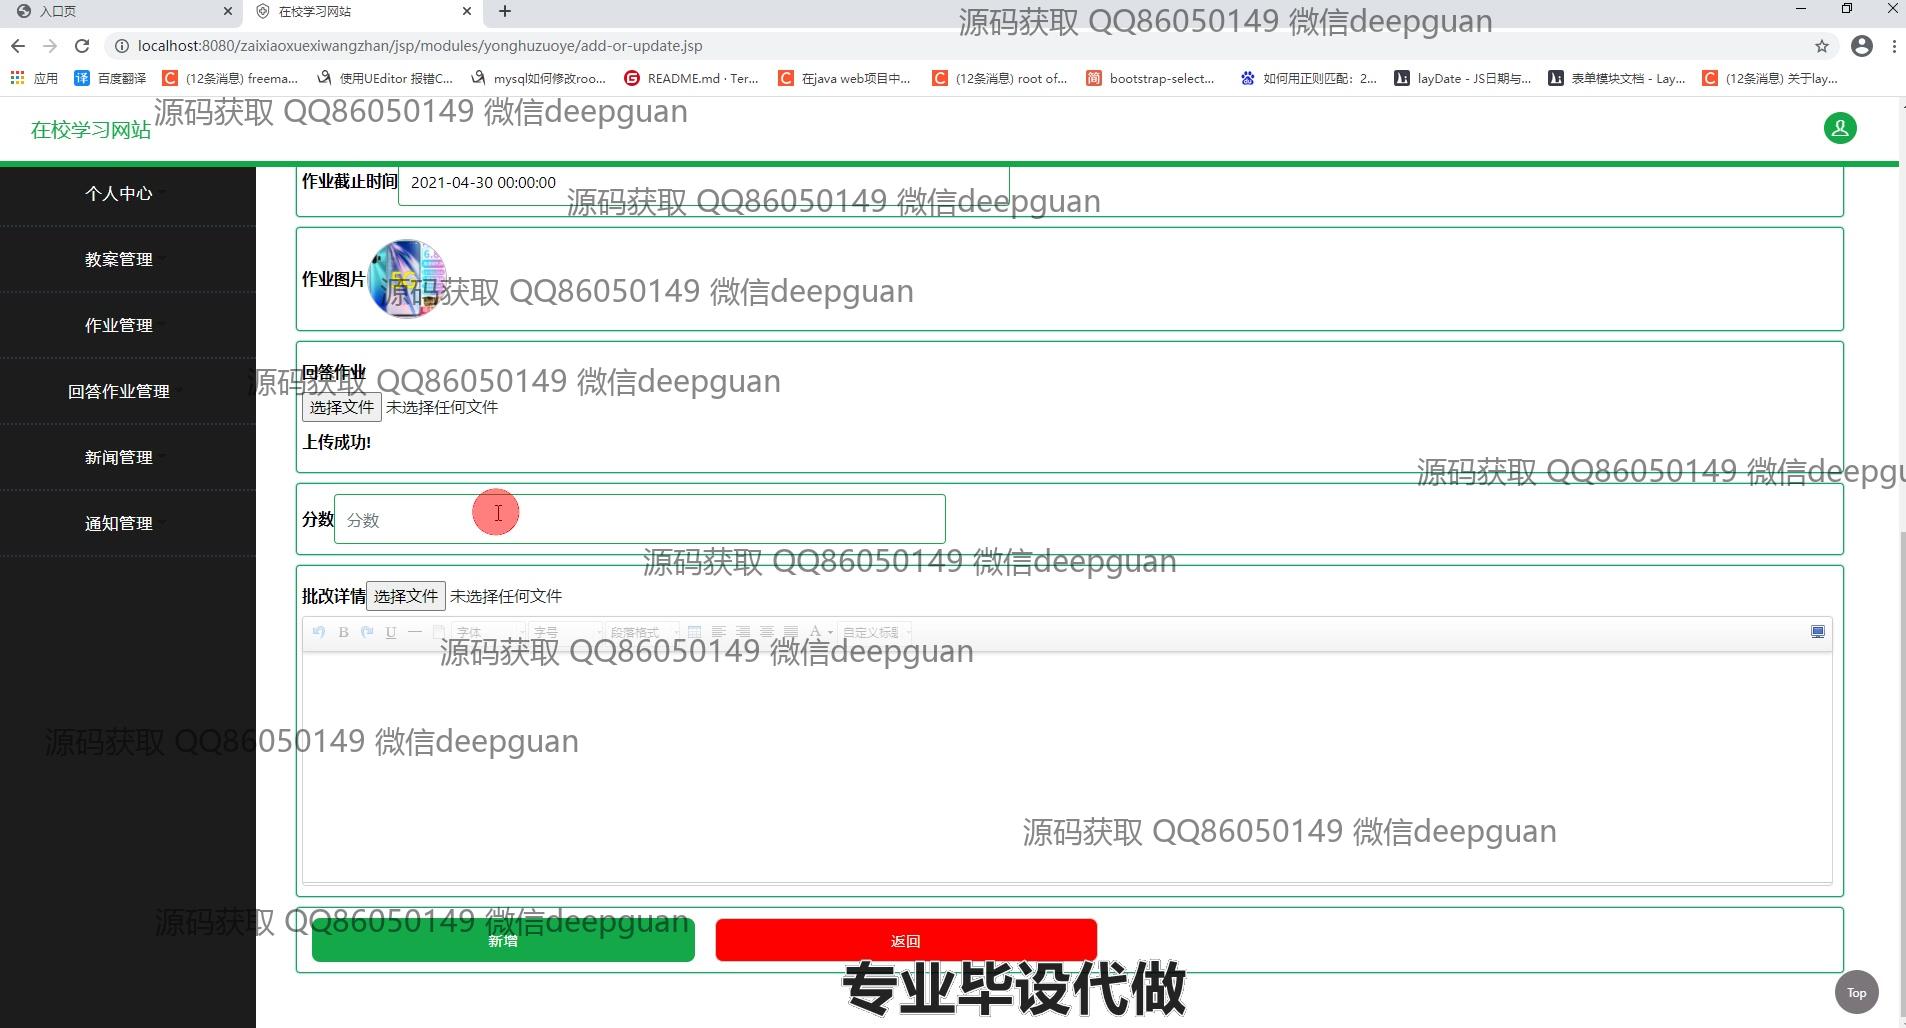 入口页
在校学习网站
源码获取 QQ86050149 微信deepguan
localhost:8080/zaixiaoxuexiwangzhan/jsp/modules/yonghuzuoye/add-or-update.jsp
应用
百度翻译
(12条消息) freema...
使用UEditor 报错C...
mysql如何修改roo...
README.md · Ter...
在java web项目中...
(12条消息) root of...
bootstrap-select...
如何用正则匹配：2...
layDate - JS日期与...
表单模块文档 - Lay...
(12条消息) 关于lay...
源码获取 QQ86050149 微信deepguan
在校学习网站
个人中心
作业截止时间
2021-04-30 00:00:00
源码获取 QQ86050149 微信deepguan
教案管理
作业图片
源码获取 QQ86050149 微信deepguan
作业管理
回答作业
源码获取 QQ86050149 微信deepguan
回答作业管理
选择文件 未选择任何文件
上传成功!
新闻管理
源码获取 QQ86050149 微信deepgu
分数
分数
通知管理
源码获取 QQ86050149 微信deepguan
批改详情
选择文件 未选择任何文件
字体
字号
段落格式
自定义标题
源码获取 QQ86050149 微信deepguan
源码获取 QQ86050149 微信deepguan
源码获取 QQ86050149 微信deepguan
源码获取 QQ86050149 微信deepguan
新增
返回
专业毕设代做
Top